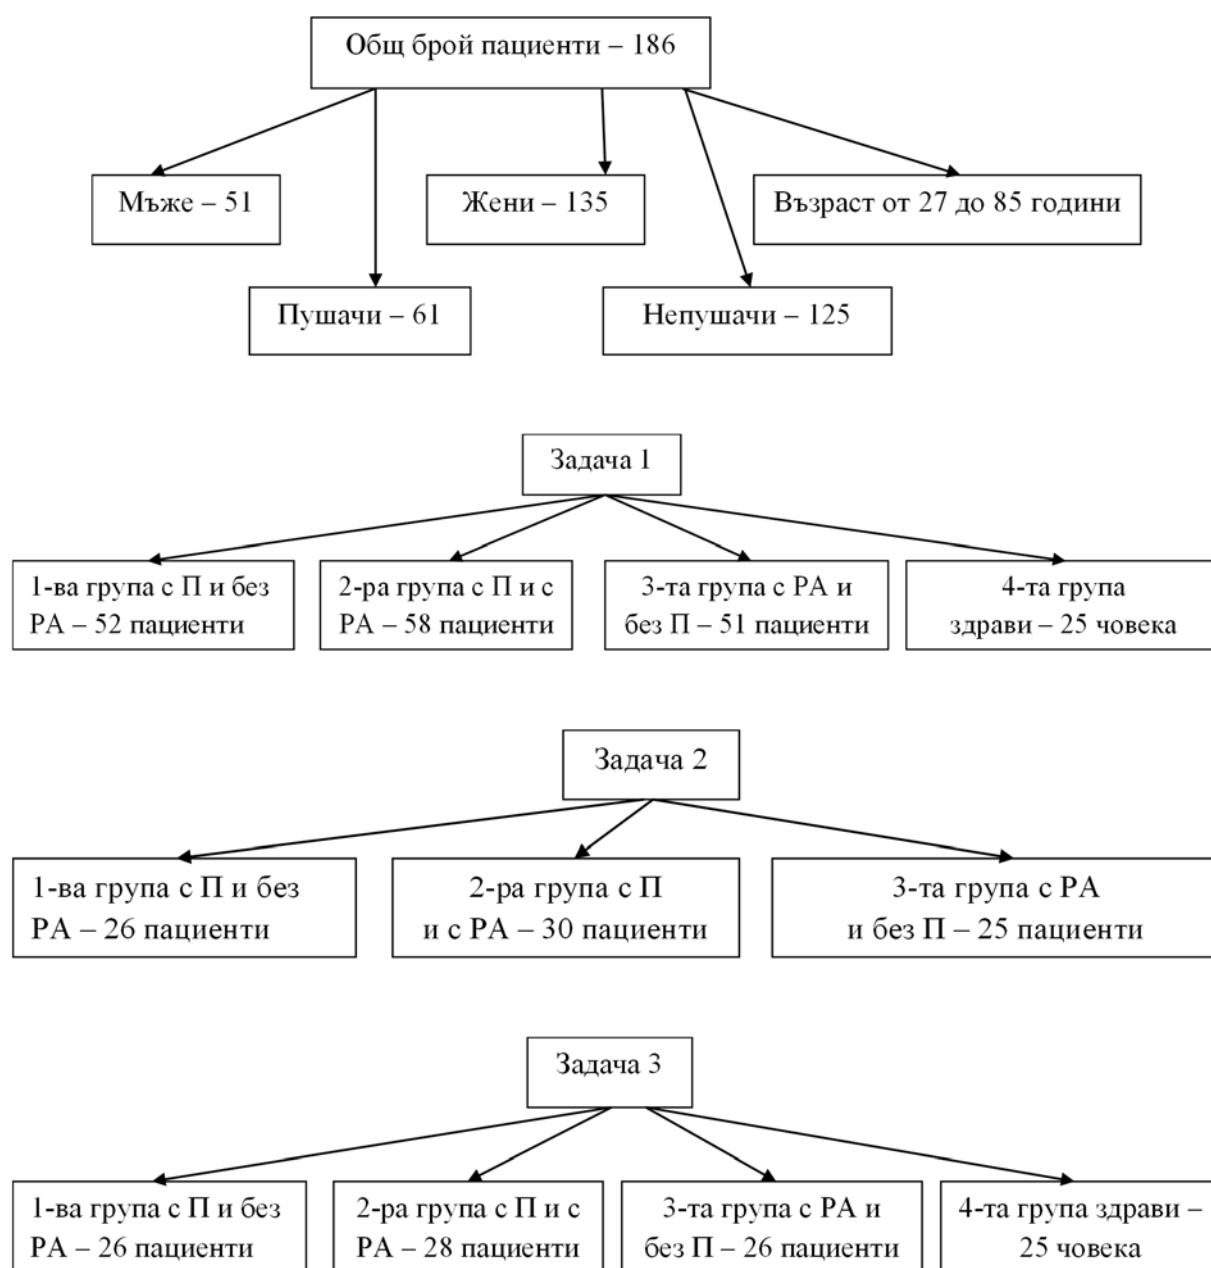 Общ брой пациенти – 186
Мъже – 51
Жени – 135
Възраст от 27 до 85 години
Пушачи – 61
Непушачи – 125
Задача 1
1-ва група с П и без
РА – 52 пациенти
2-ра група с П и с
РА – 58 пациенти
3-та група с РА и
без П – 51 пациенти
4-та група
здрави – 25 човека
Задача 2
1-ва група с П и без
РА – 26 пациенти
2-ра група с П
и с РА – 30 пациенти
3-та група с РА
и без П – 25 пациенти
Задача 3
1-ва група с П и без
РА – 26 пациенти
2-ра група с П и с
РА – 28 пациенти
3-та група с РА и
без П – 26 пациенти
4-та група здрави –
25 човека